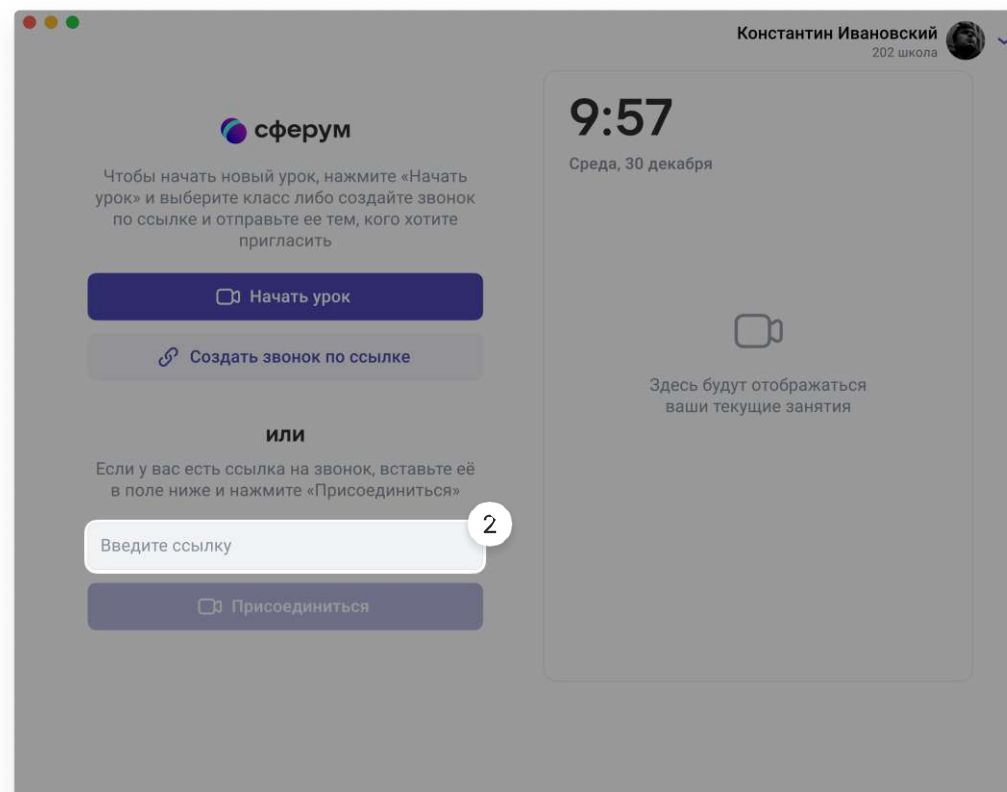 Константин Ивановский
202 школа
сферум
Чтобы начать новый урок, нажмите «Начать
урок» и выберите класс либо создайте звонок
по ссылке и отправьте ее тем, кого хотите
пригласить
Начать урок
Создать звонок по ссылке
или
Если у вас есть ссылка на звонок, вставьте её
в поле ниже и нажмите «Присоединиться»
2
Введите ссылку
Присоединиться
9:57
Среда, 30 декабря
Здесь будут отображаться
ваши текущие занятия